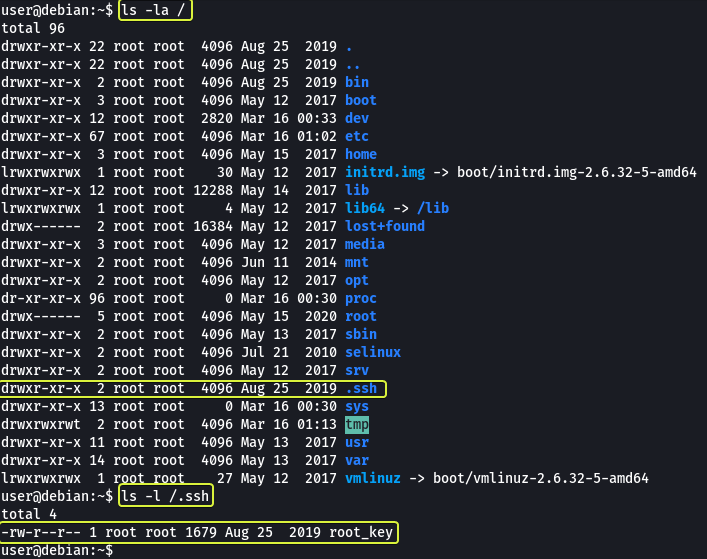 user@debian:~$ ls -la /
total 96
drwxr-xr-x 22 root root  4096 Aug 25  2019 .
drwxr-xr-x 22 root root  4096 Aug 25  2019 ..
drwxr-xr-x  2 root root  4096 Aug 25  2019 bin
drwxr-xr-x  3 root root  4096 May 12  2017 boot
drwxr-xr-x 12 root root  2820 Mar 16 00:33 dev
drwxr-xr-x 67 root root  4096 Mar 16 01:02 etc
drwxr-xr-x  3 root root  4096 May 15  2017 home
lrwxrwxrwx  1 root root    30 May 12  2017 initrd.img -> boot/initrd.img-2.6.32-5-amd64
drwxr-xr-x 12 root root 12288 May 14  2017 lib
lrwxrwxrwx  1 root root     4 May 12  2017 lib64 -> /lib
drwx------  2 root root 16384 May 12  2017 lost+found
drwxr-xr-x  3 root root  4096 May 12  2017 media
drwxr-xr-x  2 root root  4096 Jun 11  2014 mnt
drwxr-xr-x  2 root root  4096 May 12  2017 opt
dr-xr-xr-x 96 root root     0 Mar 16 00:30 proc
drwx------  5 root root  4096 May 15  2020 root
drwxr-xr-x  2 root root  4096 May 13  2017 sbin
drwxr-xr-x  2 root root  4096 Jul 21  2010 selinux
drwxr-xr-x  2 root root  4096 May 12  2017 srv
drwxr-xr-x  2 root root  4096 Aug 25  2019 .ssh
drwxr-xr-x 13 root root     0 Mar 16 00:30 sys
drwxrwxrwt  2 root root  4096 Mar 16 01:13 tmp
drwxr-xr-x 11 root root  4096 May 13  2017 usr
drwxr-xr-x 14 root root  4096 May 13  2017 var
lrwxrwxrwx  1 root root    27 May 12  2017 vmlinuz -> boot/vmlinuz-2.6.32-5-amd64
user@debian:~$ ls -l /.ssh
total 4
-rw-r--r-- 1 root root 1679 Aug 25  2019 root_key
user@debian:~$